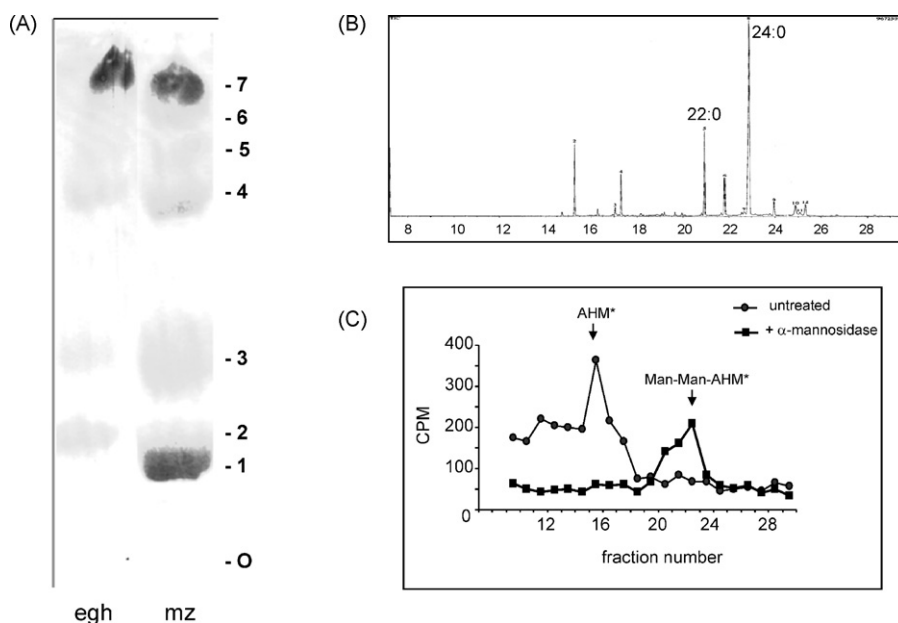 (A)
- 7
- 6
- 5
- 4
- 3
- 2
- 1
- O
egh mz
(B)
24:0
22:0
8 10 12 14 16 18 20 22 24 26 28
(C)
untreated
+ α-mannosidase
AHM*
Man-Man-AHM*
CPM
400
300
200
100
0
12 16 20 24 28
fraction number